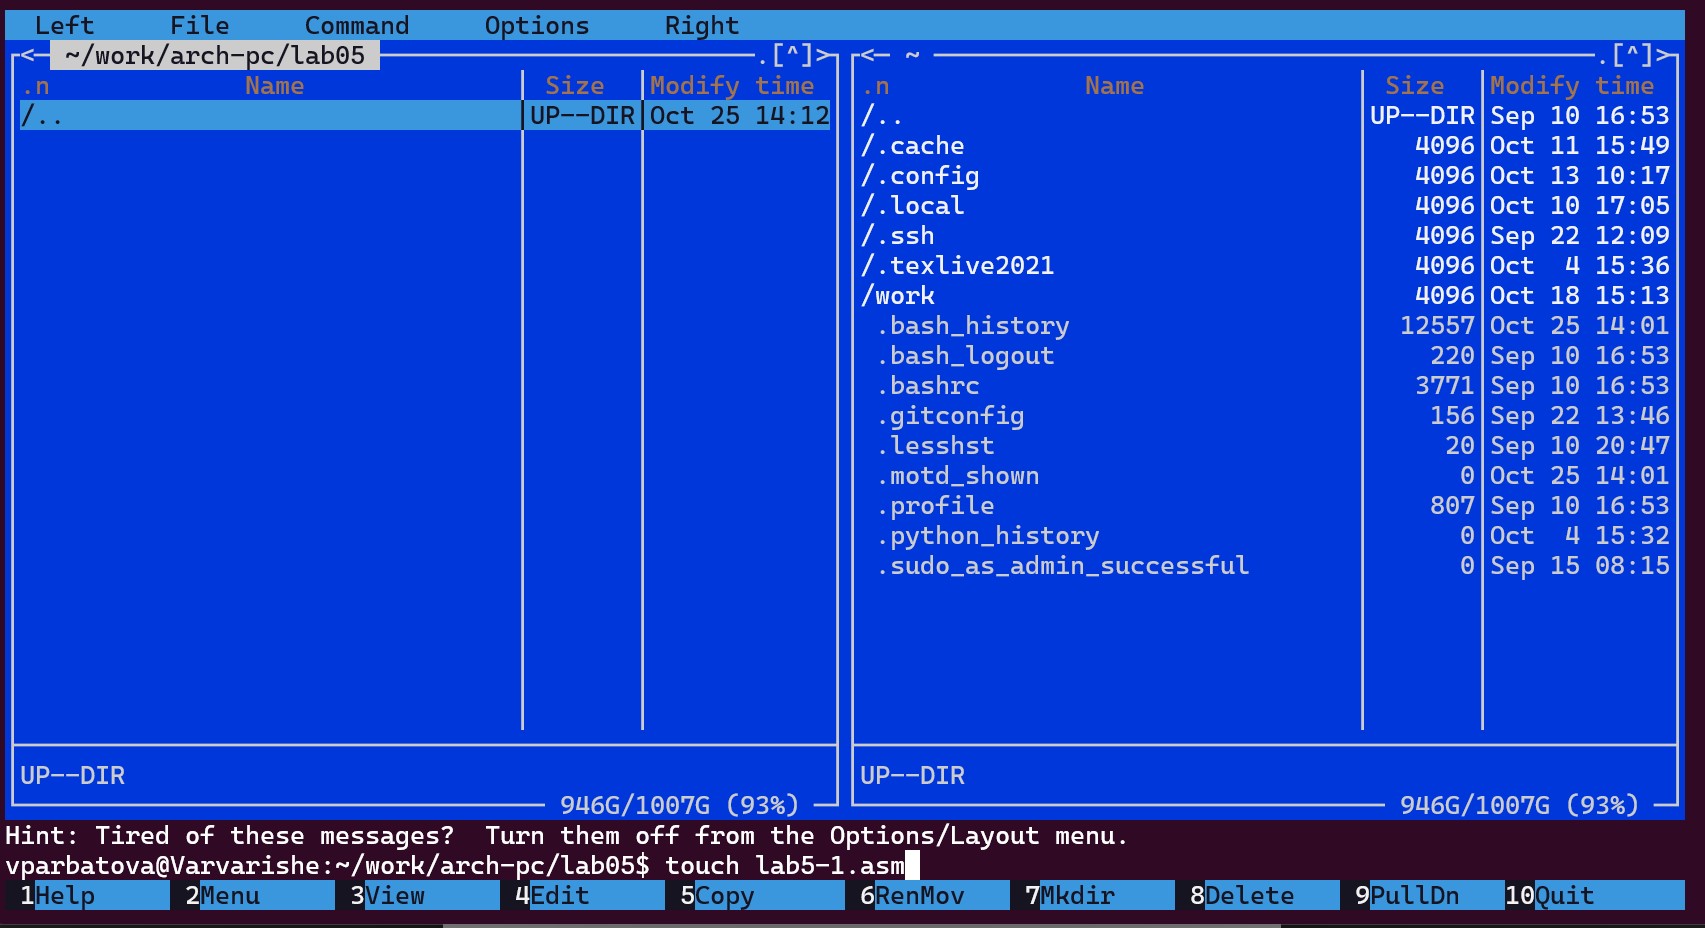 Left File Command Options Right
<─ ~/work/arch-pc/lab05 ─.[^]>
.n Name Size Modify time
/.. UP--DIR Oct 25 14:12
UP--DIR
946G/1007G (93%)
<─ ~ ─.[^]>
.n Name Size Modify time
/.. UP--DIR Sep 10 16:53
/.cache 4096 Oct 11 15:49
/.config 4096 Oct 13 10:17
/.local 4096 Oct 10 17:05
/.ssh 4096 Sep 22 12:09
/.texlive2021 4096 Oct  4 15:36
/work 4096 Oct 18 15:13
.bash_history 12557 Oct 25 14:01
.bash_logout 220 Sep 10 16:53
.bashrc 3771 Sep 10 16:53
.gitconfig 156 Sep 22 13:46
.lesshst 20 Sep 10 20:47
.motd_shown 0 Oct 25 14:01
.profile 807 Sep 10 16:53
.python_history 0 Oct  4 15:32
.sudo_as_admin_successful 0 Sep 15 08:15
UP--DIR
946G/1007G (93%)
Hint: Tired of these messages?  Turn them off from the Options/Layout menu.
vparbatova@Varvarishe:~/work/arch-pc/lab05$ touch lab5-1.asm
1Help 2Menu 3View 4Edit 5Copy 6RenMov 7Mkdir 8Delete 9PullDn 10Quit